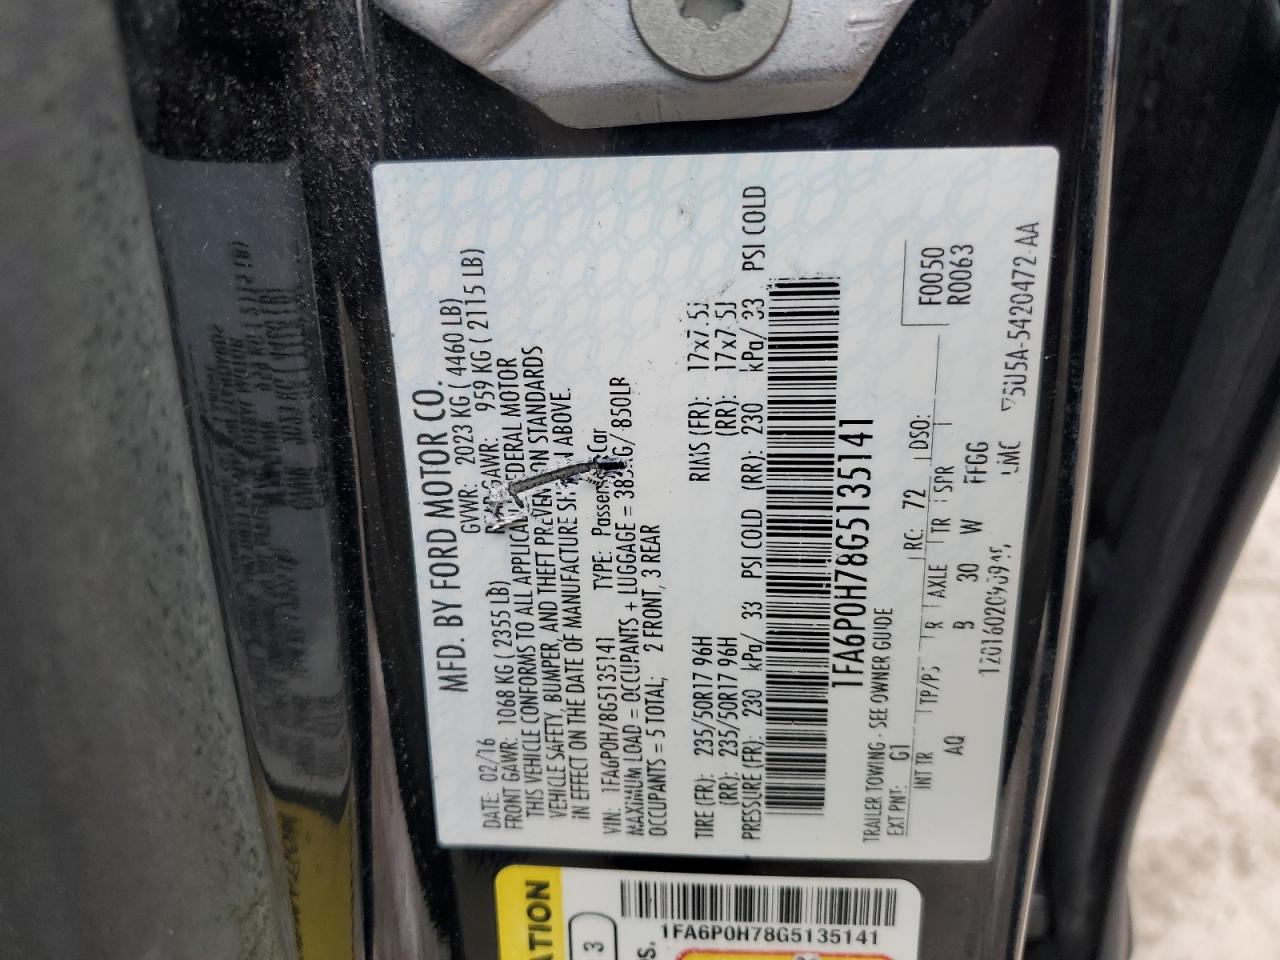 MFD. BY FORD MOTOR CO.
DATE: 02/16 GVWR: 2023 KG ( 4460 LB)
FRONT GAWR: 1068 KG ( 2355 LB) GAWR: 959 KG ( 2115 LB)
THIS VEHICLE CONFORMS TO ALL FEDERAL MOTOR
VEHICLE SAFETY, BUMPER, AND THEFT STANDARDS
IN EFFECT ON THE DATE OF MANUFACTURE ABOVE.
VIN: 1FA6P0H78G5135141 TYPE: Passenger Car
MAXIMUM LOAD = OCCUPANTS + LUGGAGE = / 850LB
OCCUPANTS = 5 TOTAL; 2 FRONT, 3 REAR
TIRE (FR): 235/50R17 96H RIMS (FR): 17x7.5J
(RR): 235/50R17 96H (RR): 17x7.5J
PRESSURE (FR): 230 kPa/ 33 PSI COLD (RR): 230 kPa/ 33 PSI COLD
1FA6P0H78G5135141
TRAILER TOWING - SEE OWNER GUIDE
EXT PNT: G1 RC: 72 DSO: F0050
R0063
INT TR TP/PS R AXLE TR SPR
AQ B 30 W FFGG
LMC
5U5A-5420472-AA
3
1FA6P0H78G5135141